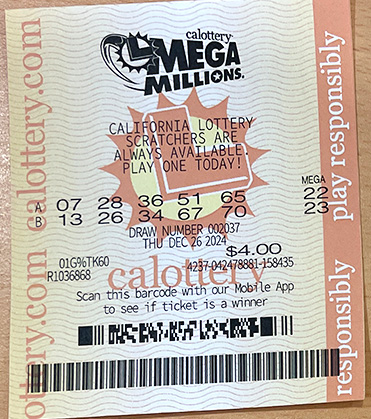 calottery
MEGA
MILLIONS.
CALIFORNIA LOTTERY
SCRATCHERS ARE
ALWAYS AVAILABLE.
PLAY ONE TODAY!
MEGA
A 07 28 36 51 65 22
B 13 26 34 67 70 23
DRAW NUMBER 002037
THU DEC 26 2024
$4.00
01G%TK60 4237-042478881-158435
R1036868
calottery
Scan this barcode with our Mobile App
to see if ticket is a winner
ottery.com calottery.com
responsibly play responsibly